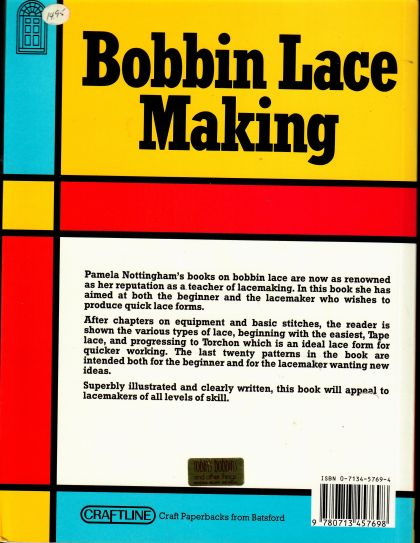 1495
Bobbin Lace
Making
Pamela Nottingham's books on bobbin lace are now as renowned
as her reputation as a teacher of lacemaking. In this book she has
aimed at both the beginner and the lacemaker who wishes to
produce quick lace forms.
After chapters on equipment and basic stitches, the reader is
shown the various types of lace, beginning with the easiest, Tape
lace, and progressing to Torchon which is an ideal lace form for
quicker working. The last twenty patterns in the book are
intended both for the beginner and for the lacemaker wanting new
ideas.
Superbly illustrated and clearly written, this book will appeal to
lacemakers of all levels of skill.
and other things
ISBN 0-7134-5769-4
CRAFTLINE Craft Paperbacks from Batsford
9 780713 457698